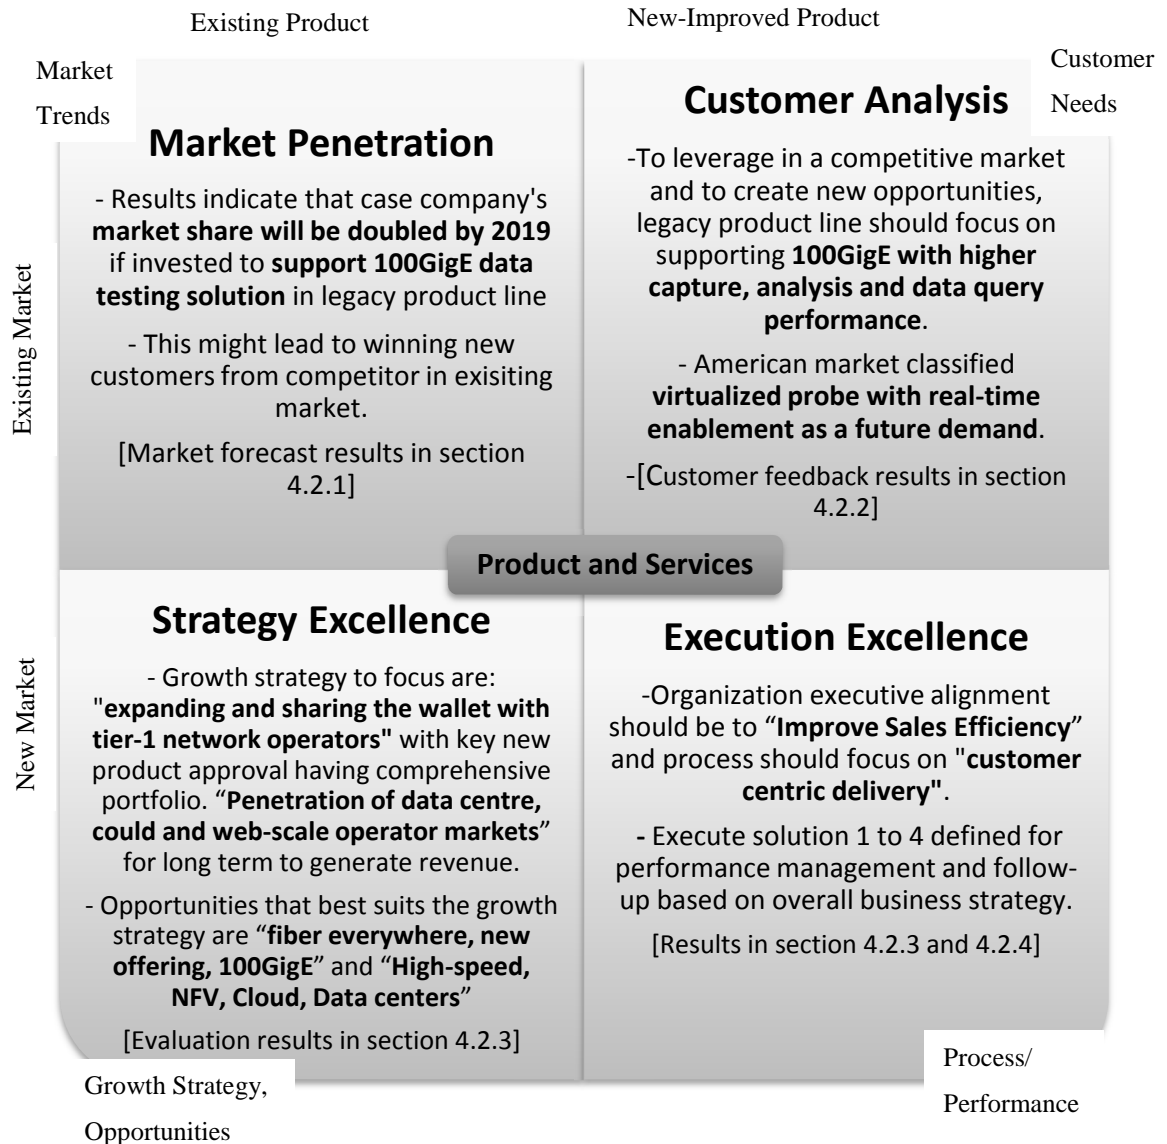 Existing Product
New-Improved Product
Market
Trends
Customer
Needs
Existing Market
New Market
Market Penetration
- Results indicate that case company's
market share will be doubled by 2019
if invested to support 100GigE data
testing solution in legacy product line
- This might lead to winning new
customers from competitor in exisiting
market.
[Market forecast results in section
4.2.1]
Customer Analysis
-To leverage in a competitive market
and to create new opportunities,
legacy product line should focus on
supporting 100GigE with higher
capture, analysis and data query
performance.
- American market classified
virtualized probe with real-time
enablement as a future demand.
-[Customer feedback results in section
4.2.2]
Product and Services
Strategy Excellence
- Growth strategy to focus are:
"expanding and sharing the wallet with
tier-1 network operators" with key new
product approval having comprehensive
portfolio. “Penetration of data centre,
could and web-scale operator markets”
for long term to generate revenue.
- Opportunities that best suits the growth
strategy are “fiber everywhere, new
offering, 100GigE” and “High-speed,
NFV, Cloud, Data centers”
[Evaluation results in section 4.2.3]
Execution Excellence
-Organization executive alignment
should be to “Improve Sales Efficiency”
and process should focus on "customer
centric delivery".
- Execute solution 1 to 4 defined for
performance management and follow-
up based on overall business strategy.
[Results in section 4.2.3 and 4.2.4]
Growth Strategy,
Opportunities
Process/
Performance